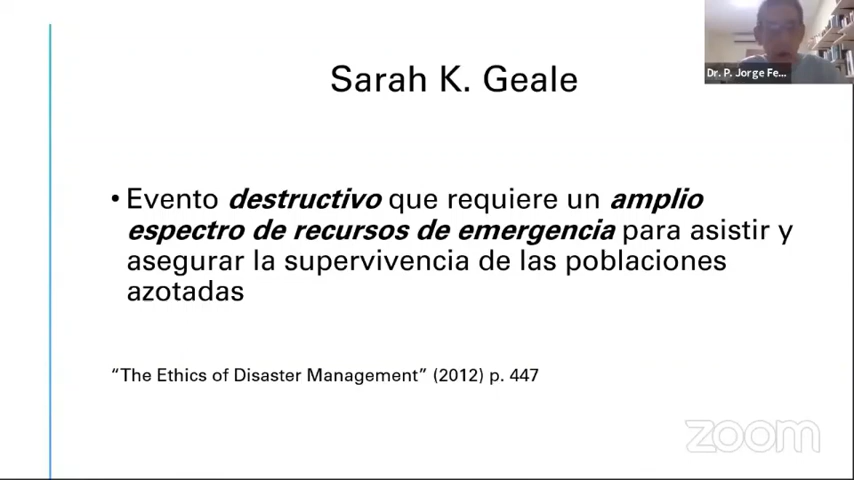 Dr. P. Jorge Fe...
Sarah K. Geale
• Evento destructivo que requiere un amplio
espectro de recursos de emergencia para asistir y
asegurar la supervivencia de las poblaciones
azotadas
“The Ethics of Disaster Management” (2012) p. 447
zoom